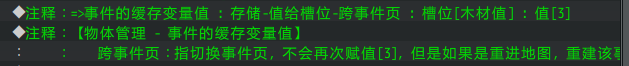 ◆注释：=>事件的缓存变量值 : 存储-值给槽位-跨事件页 : 槽位[木材值] : 值[3]
◆注释：【物体管理 - 事件的缓存变量值】
：　　：　　跨事件页：指切换事件页，不会再次赋值[3]，但是如果是重进地图，重建该事